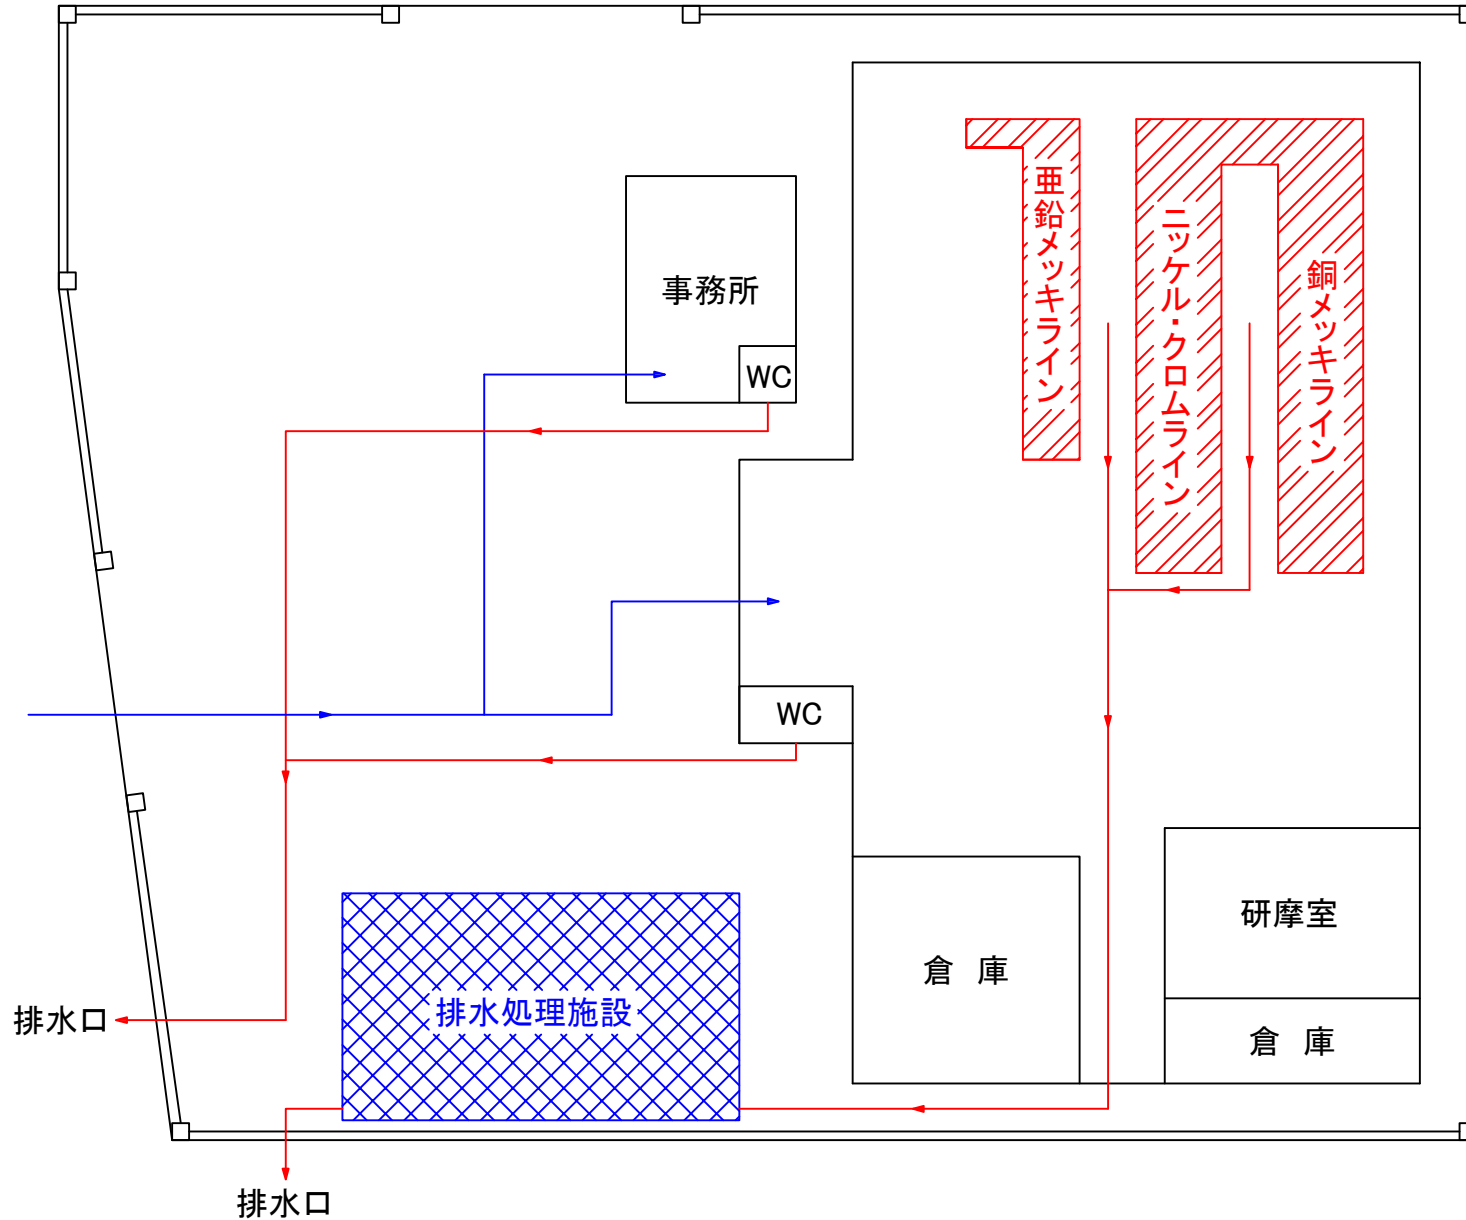 亜鉛メッキライン
ニッケル・クロムライン
銅メッキライン
事務所
WC
WC
研摩室
倉 庫
排水処理施設
排水口
倉 庫
排水口